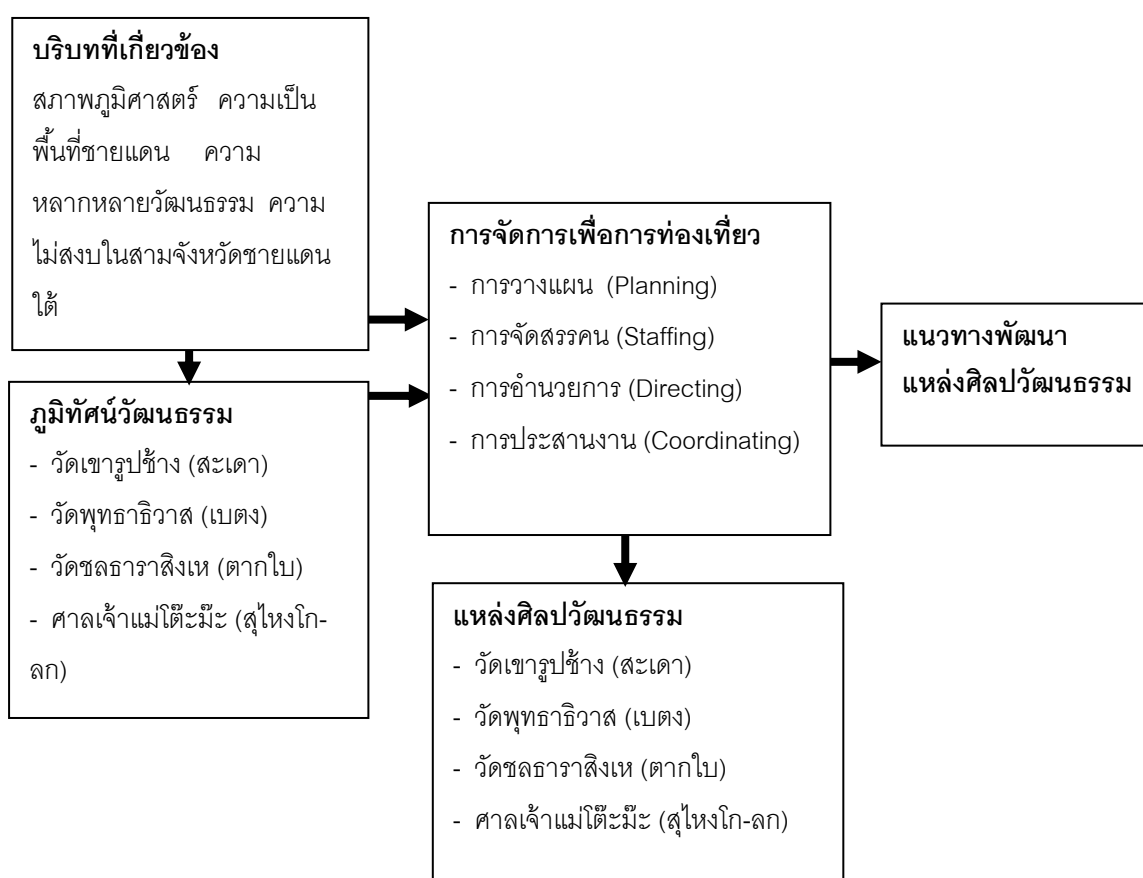 บริบทที่เกี่ยวข้อง
สภาพภูมิศาสตร์ ความเป็น
พื้นที่ชายแดน ความ
หลากหลายวัฒนธรรม ความ
ไม่สงบในสามจังหวัดชายแดน
ใต้
ภูมิทัศน์วัฒนธรรม
- วัดเขารูปช้าง (สะเดา)
- วัดพุทธาธิวาส (เบตง)
- วัดชลธาราสิงเห (ตากใบ)
- ศาลเจ้าแม่โต๊ะม๊ะ (สุไหงโก-
ลก)
การจัดการเพื่อการท่องเที่ยว
- การวางแผน (Planning)
- การจัดสรรคน (Staffing)
- การอำนวยการ (Directing)
- การประสานงาน (Coordinating)
แหล่งศิลปวัฒนธรรม
- วัดเขารูปช้าง (สะเดา)
- วัดพุทธาธิวาส (เบตง)
- วัดชลธาราสิงเห (ตากใบ)
- ศาลเจ้าแม่โต๊ะม๊ะ (สุไหงโก-ลก)
แนวทางพัฒนา
แหล่งศิลปวัฒนธรรม